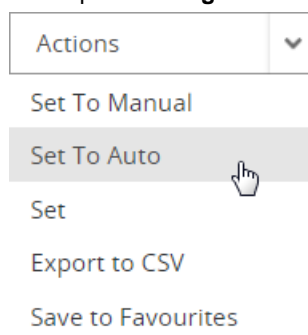 Actions
Set To Manual
Set To Auto
Set
Export to CSV
Save to Favourites